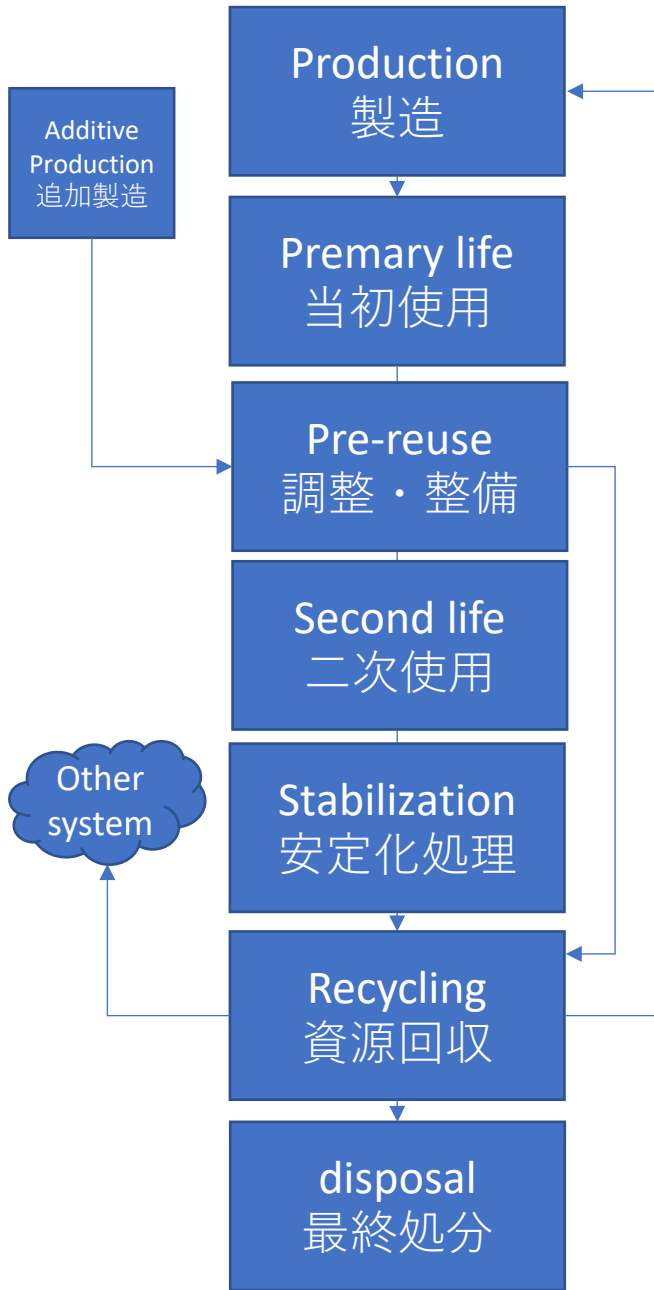 Production
製造
Additive
Production
追加製造
Premary life
当初使用
Pre-reuse
調整・整備
Second life
二次使用
Other
system
Stabilization
安定化処理
Recycling
資源回収
disposal
最終処分